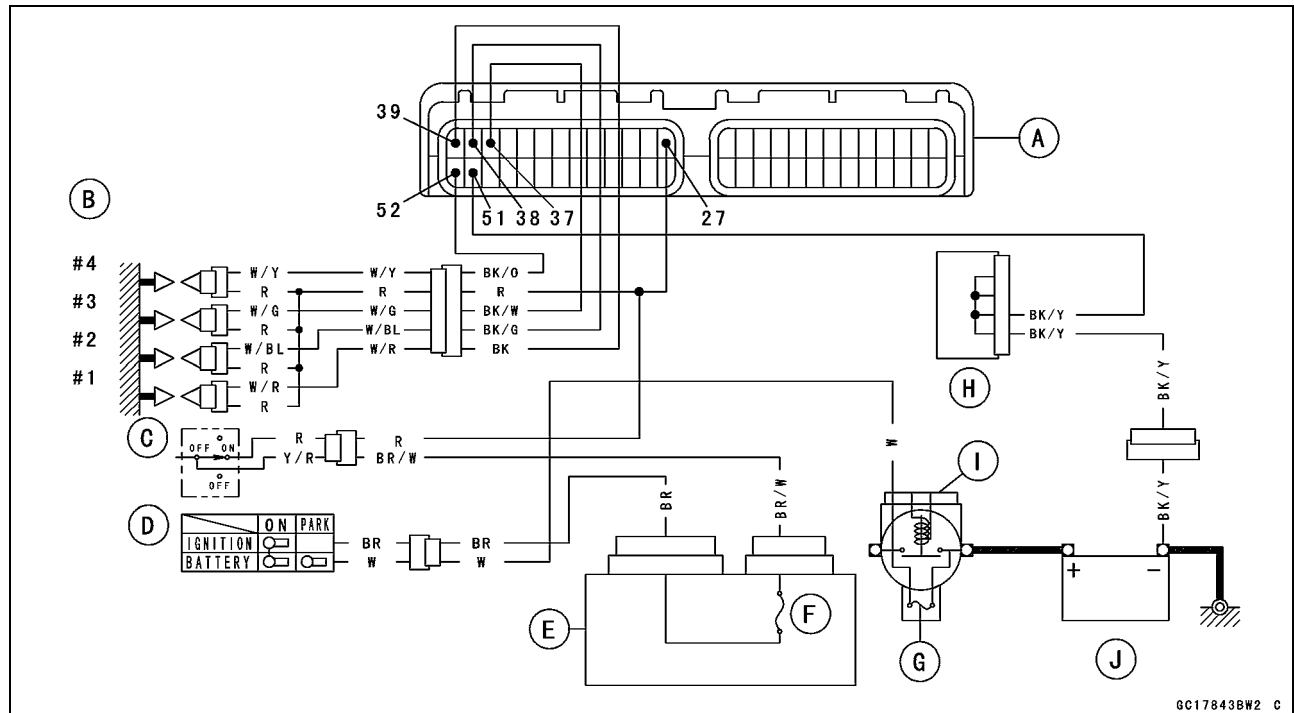 39
A
B
52
51 38 37
27
#4
W/Y W/Y BK/O
R R R
H
#3
W/G W/G BK/W
R
BK/Y
#2
W/BL W/BL BK/G
R
BK/Y
#1
W/R W/R BK
R
BK/Y
C
OFF ON
OFF
R R
Y/R BR/W
W
I
BR
BR/W
BK/Y
D
ON PARK
IGNITION
BATTERY
BR BR
W W
+ -
E
F
G
J
GC17843BW2 C